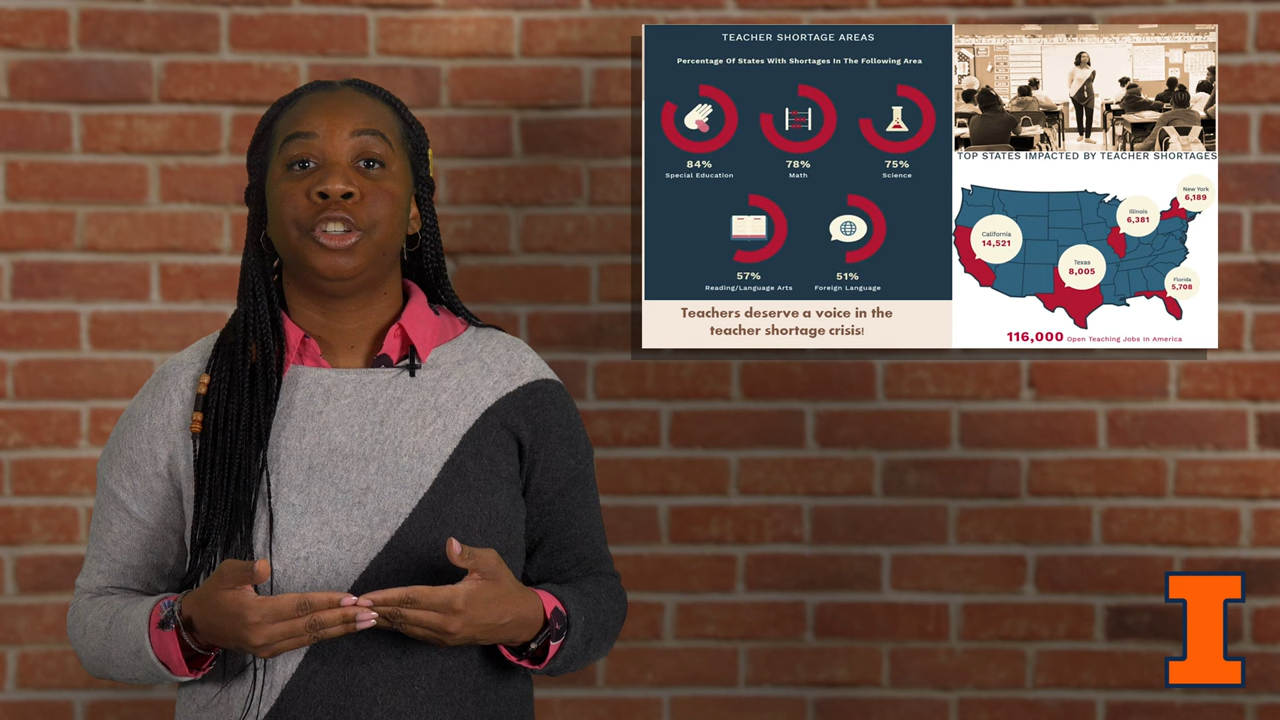 TEACHER SHORTAGE AREAS
Percentage Of States With Shortages In The Following Area
84%
Special Education
78%
Math
75%
Science
57%
Reading/Language Arts
51%
Foreign Language
Teachers deserve a voice in the
teacher shortage crisis!
TOP STATES IMPACTED BY TEACHER SHORTAGES
New York
6,189
Illinois
6,381
California
14,521
Texas
8,005
Florida
5,708
116,000 Open Teaching Jobs In America
I